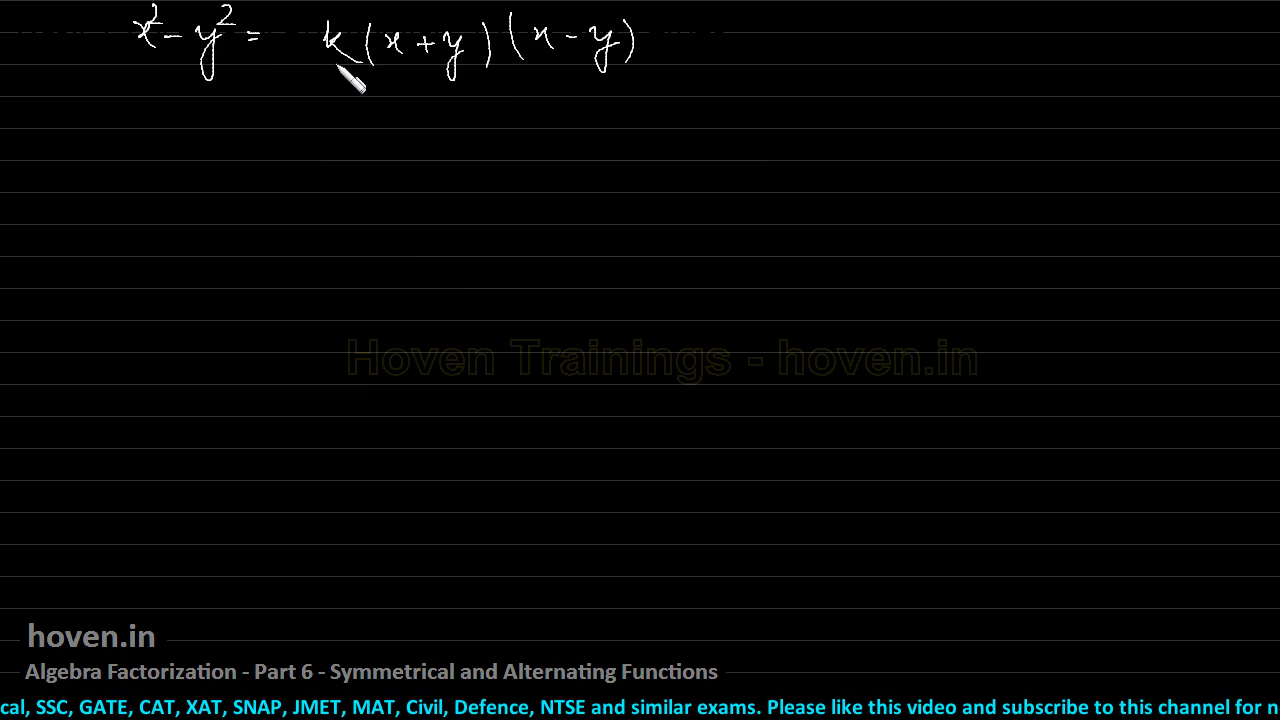 x² - y² = k(x + y)(x - y)
Hoven Trainings - hoven.in
hoven.in
Algebra Factorization - Part 6 - Symmetrical and Alternating Functions
cal, SSC, GATE, CAT, XAT, SNAP, JMET, MAT, Civil, Defence, NTSE and similar exams. Please like this video and subscribe to this channel for n